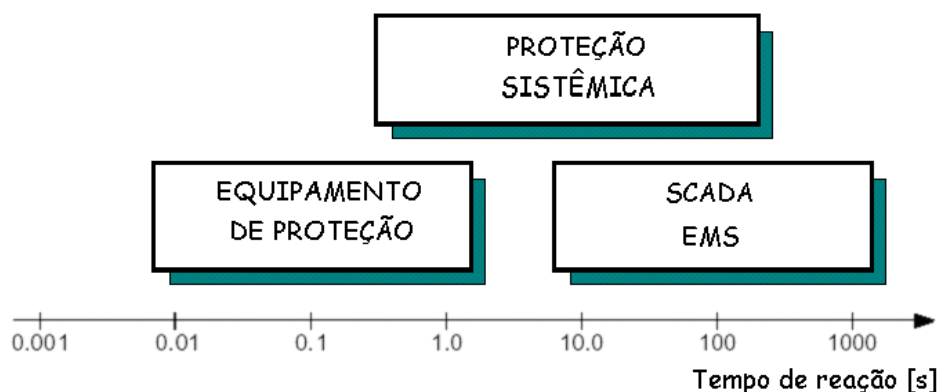 PROTEÇÃO
SISTÊMICA
EQUIPAMENTO
DE PROTEÇÃO
SCADA
EMS
0.001 0.01 0.1 1.0 10.0 100 1000
Tempo de reação [s]